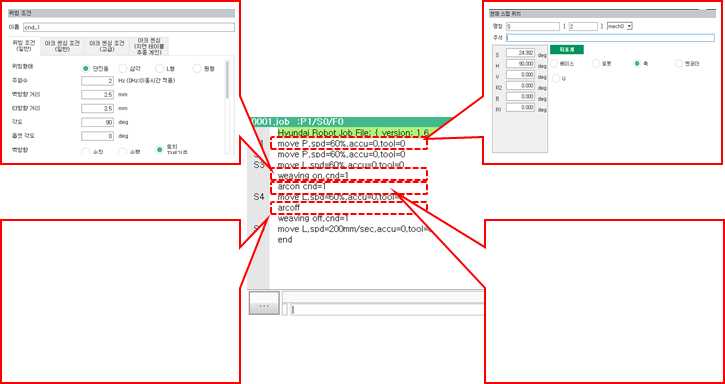 위빙 조건
이름 cnd_1
위빙 조건
(일반)
아크 센싱 조건
(일반)
아크 센싱 조건
(고급)
아크 센싱
(지연 테이블
추종 게인)
위빙형태 단진동 삼각 L형 원형
주파수 2 Hz (0Hz:이동시간 적용)
벽방향 거리 2.5 mm
타방향 거리 2.5 mm
각도 90 deg
옵셋 각도 0 deg
벽방향 수직 수평 토치
현재 스텝 위치
명칭 S [ 2 ] mech0
주석
S 24.392 deg
H 90.000 deg
V 0.000 deg
R2 0.000 deg
B 0.000 deg
R1 0.000 deg
좌표계
베이스 로봇 축 엔코더
U
0001.job : P1/S0/F0
Hyundai Robot Job File; { version: 1.6
move P,spd=60%,accu=0,tool=0
move P,spd=60%,accu=0,tool=0
S3 move L,spd=60%,accu=0,tool=0
weaving on,cnd=1
arcon cnd=1
S4 move L,spd=60%,accu=0,tool=
arcoff
weaving off,cnd=1
S move L,spd=200mm/sec,accu=0,tool=
end
...